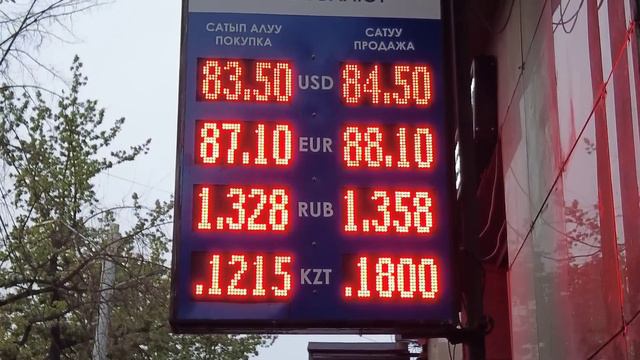 САТЫП АЛУУ
ПОКУПКА
САТУУ
ПРОДАЖА
83.50 USD 84.50
87.10 EUR 88.10
1.328 RUB 1.358
.1215 KZT .1800